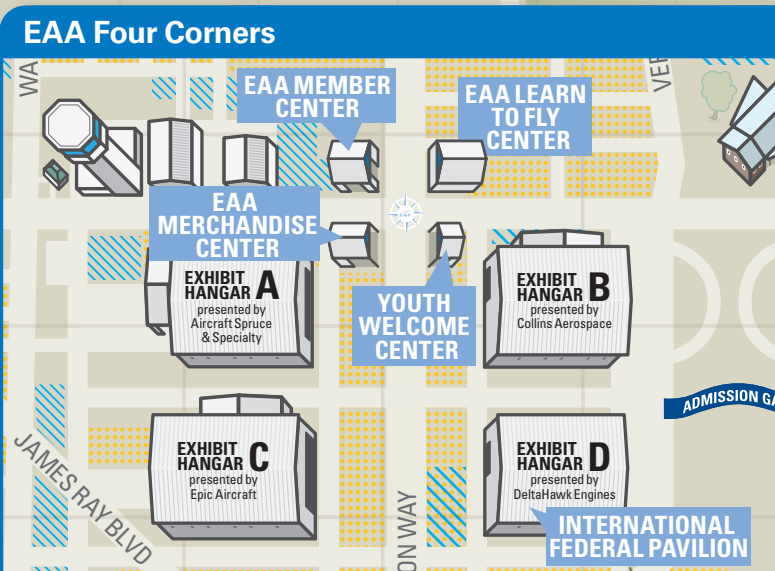 EAA Four Corners
WA
VER
EAA MEMBER
CENTER
EAA LEARN
TO FLY
CENTER
EAA
MERCHANDISE
CENTER
EXHIBIT
HANGAR A
presented by
Aircraft Spruce
& Specialty
YOUTH
WELCOME
CENTER
EXHIBIT
HANGAR B
presented by
Collins Aerospace
ADMISSION GA
EXHIBIT
HANGAR C
presented by
Epic Aircraft
EXHIBIT
HANGAR D
presented by
DeltaHawk Engines
JAMES RAY BLVD
ON WAY
INTERNATIONAL
FEDERAL PAVILION